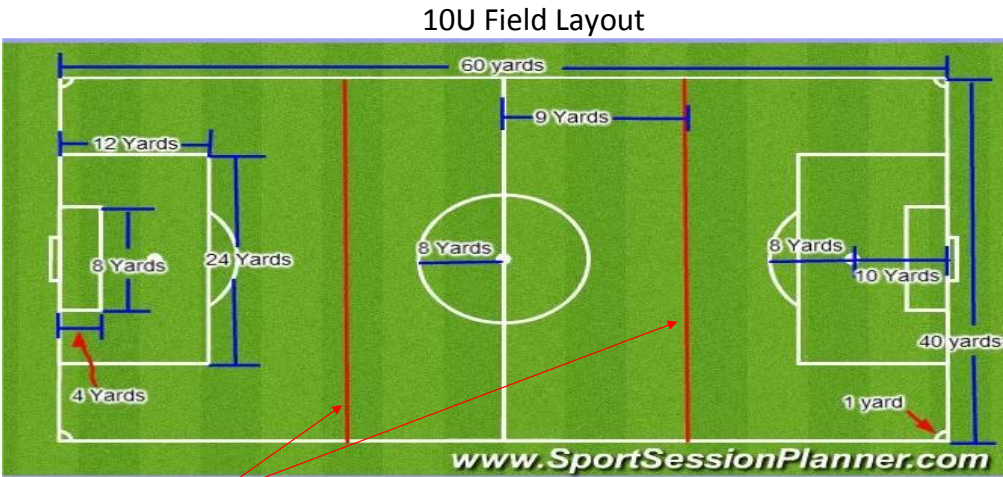 10U Field Layout
60 yards
9 Yards
12 Yards
8 Yards
24 Yards
8 Yards
8 Yards
10 Yards
40 yards
4 Yards
1 yard
www.SportSessionPlanner.com